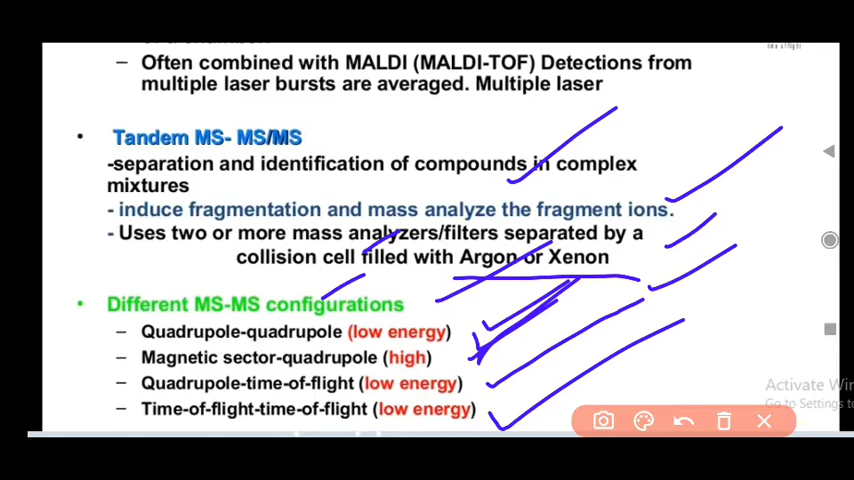 – Often combined with MALDI (MALDI-TOF) Detections from
multiple laser bursts are averaged. Multiple laser
• Tandem MS- MS/MS
-separation and identification of compounds in complex
mixtures
- induce fragmentation and mass analyze the fragment ions.
- Uses two or more mass analyzers/filters separated by a
collision cell filled with Argon or Xenon
• Different MS-MS configurations
– Quadrupole-quadrupole (low energy)
– Magnetic sector-quadrupole (high)
– Quadrupole-time-of-flight (low energy)
– Time-of-flight-time-of-flight (low energy)
Activate Win
Go to Settings to